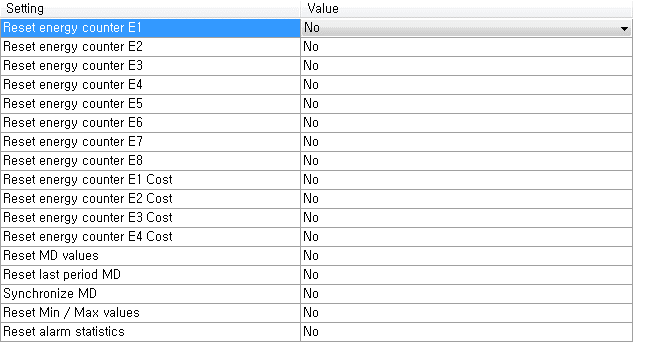 Setting Value
Reset energy counter E1 No
Reset energy counter E2 No
Reset energy counter E3 No
Reset energy counter E4 No
Reset energy counter E5 No
Reset energy counter E6 No
Reset energy counter E7 No
Reset energy counter E8 No
Reset energy counter E1 Cost No
Reset energy counter E2 Cost No
Reset energy counter E3 Cost No
Reset energy counter E4 Cost No
Reset MD values No
Reset last period MD No
Synchronize MD No
Reset Min / Max values No
Reset alarm statistics No